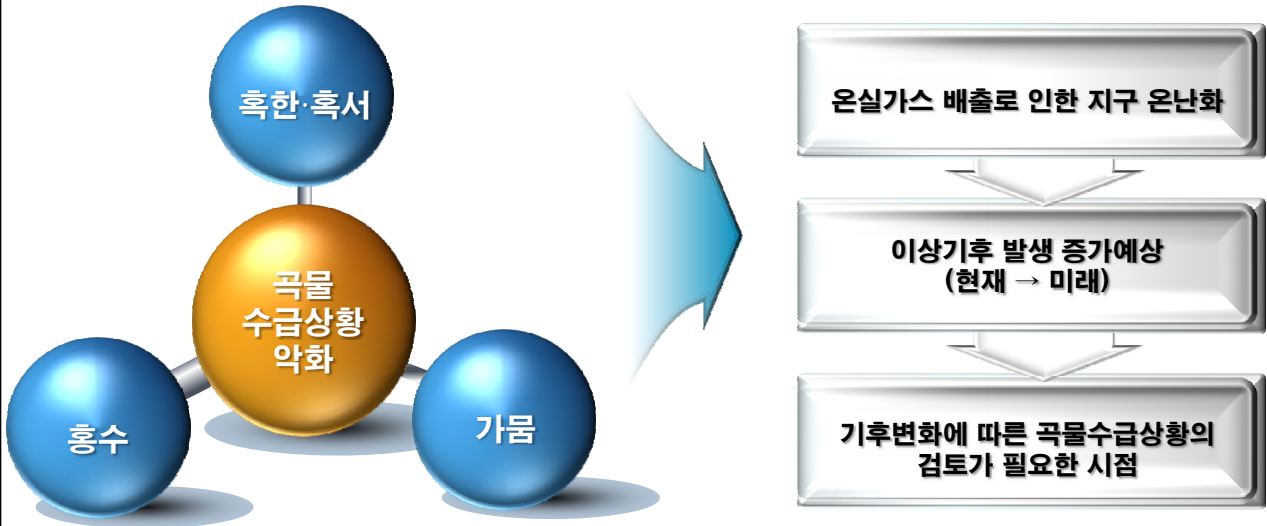 혹한·혹서
곡물
수급상황
악화
홍수
가뭄
온실가스 배출로 인한 지구 온난화
이상기후 발생 증가예상
(현재 → 미래)
기후변화에 따른 곡물수급상황의
검토가 필요한 시점